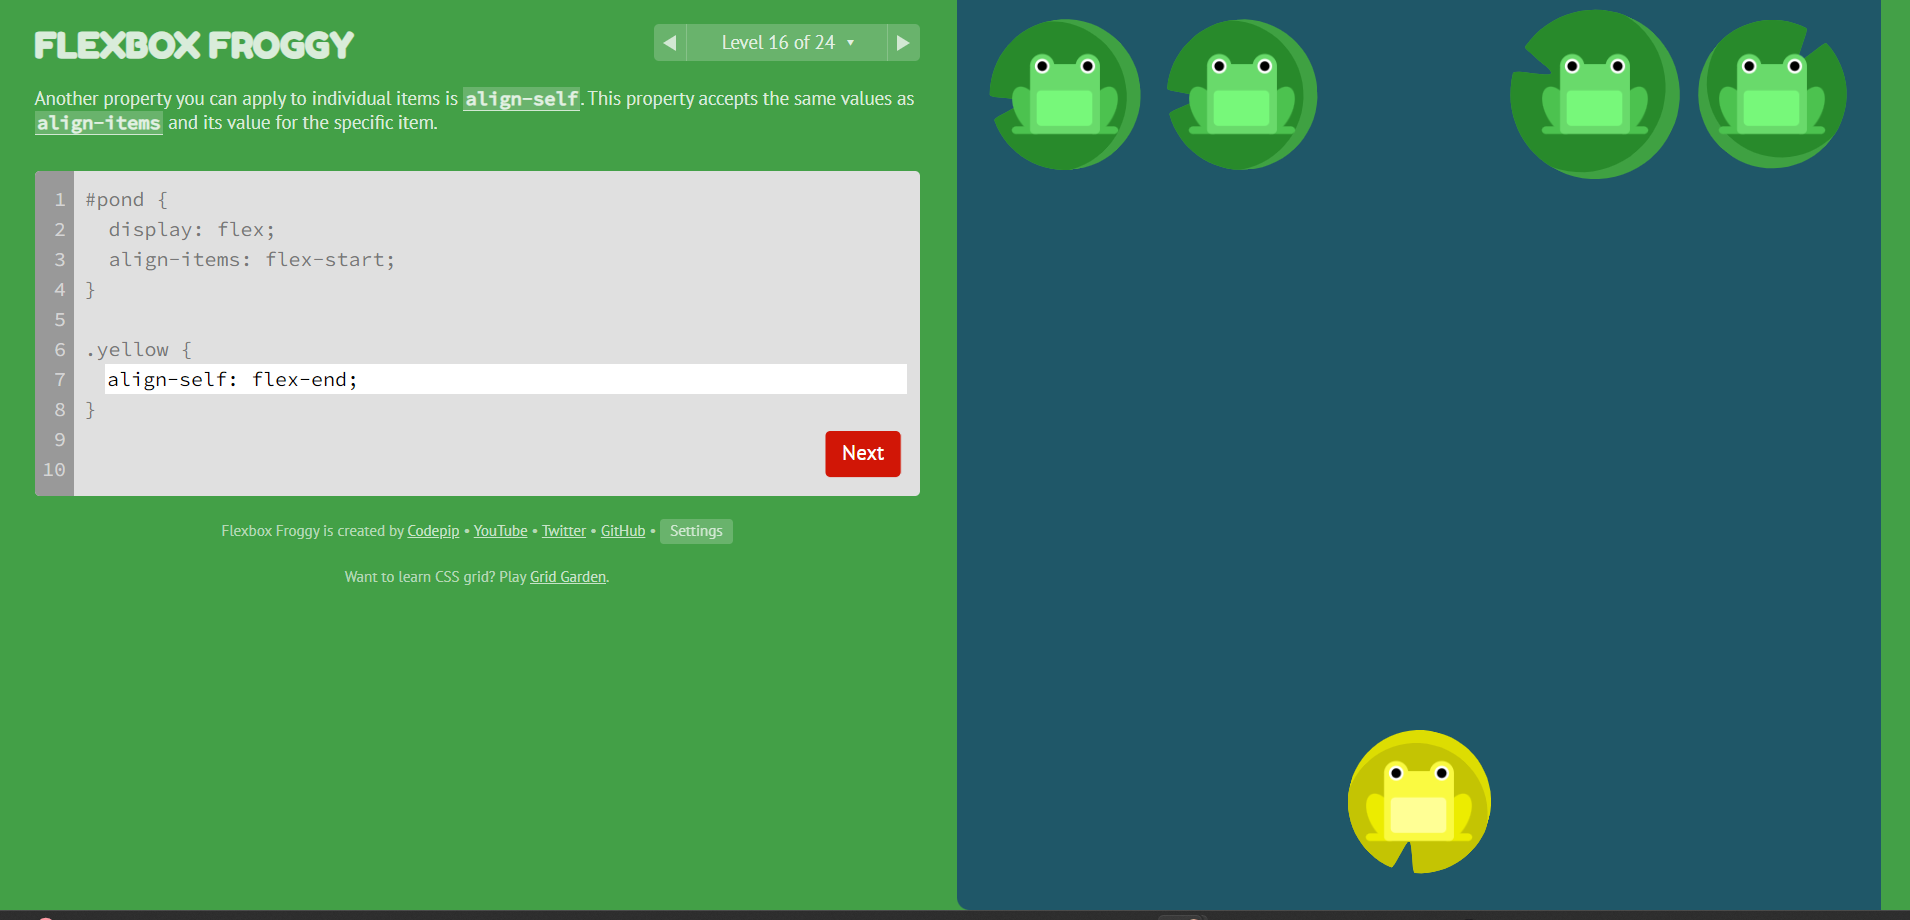 FLEXBOX FROGGY
◀ Level 16 of 24 ▾ ▶
Another property you can apply to individual items is align-self. This property accepts the same values as
align-items and its value for the specific item.
1 #pond {
2 display: flex;
3 align-items: flex-start;
4 }
5
6 .yellow {
7 align-self: flex-end;
8 }
9
10
Next
Flexbox Froggy is created by Codepip • YouTube • Twitter • GitHub • Settings
Want to learn CSS grid? Play Grid Garden.